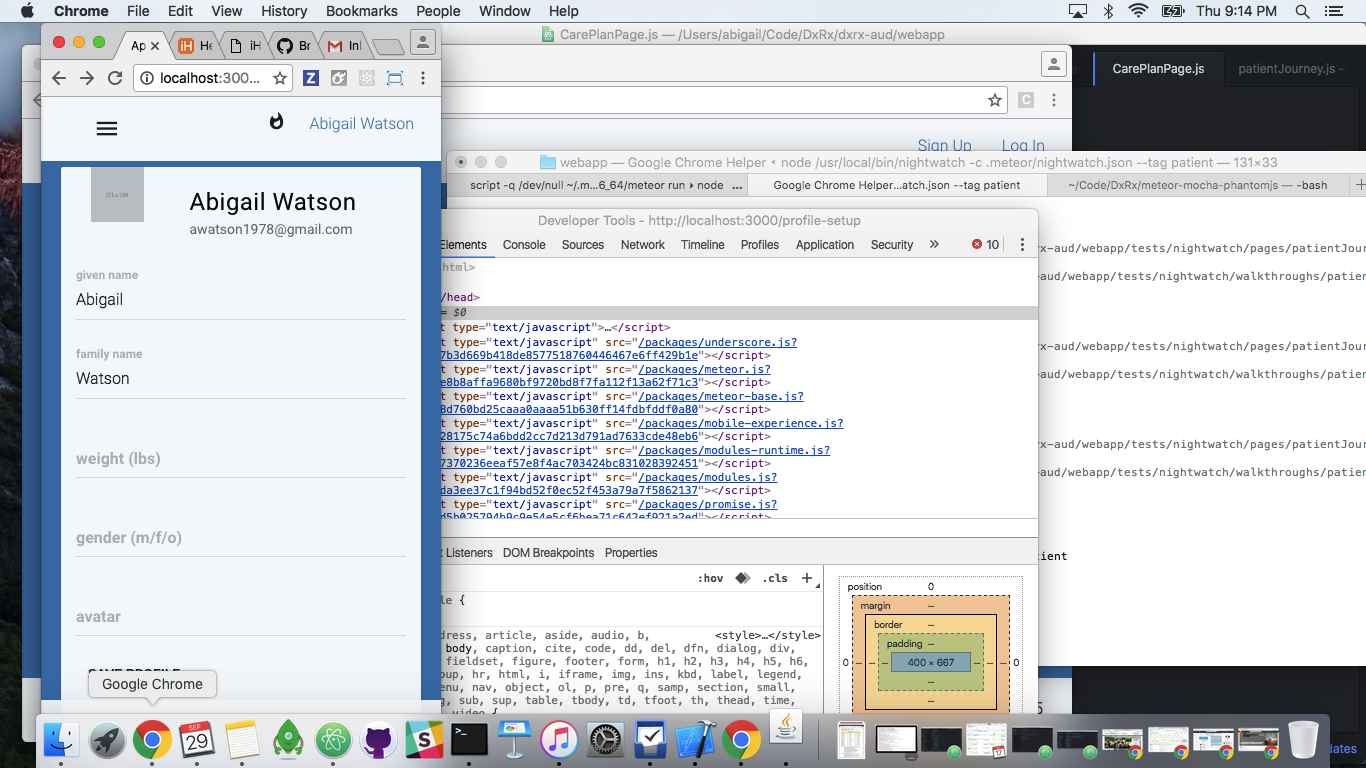 Chrome File Edit View History Bookmarks People Window Help Thu 9:14 PM
CarePlanPage.js — /Users/abigail/Code/DxRx/dxrx-aud/webapp
Ap He iH Br InI
localhost:300...
CarePlanPage.js patientJourney.js —
Abigail Watson
Sign Up Log In
webapp — Google Chrome Helper • node /usr/local/bin/nightwatch -c .meteor/nightwatch.json --tag patient — 131×33
script -q /dev/null ~/.m...6_64/meteor run ▸ node ...
Google Chrome Helper...atch.json --tag patient
~/Code/DxRx/meteor-mocha-phantomjs — -bash
171 x 180
Abigail Watson
awatson1978@gmail.com
given name
Abigail
family name
Watson
weight (lbs)
gender (m/f/o)
avatar
SAVE PROFILE
Google Chrome
Developer Tools - http://localhost:3000/profile-setup
Elements Console Sources Network Timeline Profiles Application Security » 10
html>
/head>
= $0
t type="text/javascript">…</script>
t type="text/javascript" src="/packages/underscore.js?
7b3d669b418de8577518760446467e6ff429b1e"></script>
t type="text/javascript" src="/packages/meteor.js?
e8b8affa9680bf9720bd8f7fa112f13a62f71c3"></script>
t type="text/javascript" src="/packages/meteor-base.js?
8d760bd25caaa0aaaa51b630ff14fdbfddf0a80"></script>
t type="text/javascript" src="/packages/mobile-experience.js?
28175c74a6bdd2cc7d213d791ad7633cde48eb6"></script>
t type="text/javascript" src="/packages/modules-runtime.js?
7370236eeaf57e8f4ac703424bc831028392451"></script>
t type="text/javascript" src="/packages/modules.js?
da3ee37c1f94bd52f0ec52f453a79a7f5862137"></script>
t type="text/javascript" src="/packages/promise.js?
d5b025794b9c9e54e5cf6bea71c642ef921a2ed"></script>
t Listeners DOM Breakpoints Properties
:hov .cls +
le {
dress, article, aside, audio, b, <style>…</style>
body, caption, cite, code, dd, del, dfn, dialog, div,
fieldset, figure, footer, form, h1, h2, h3, h4, h5, h6,
oup, hr, html, i, iframe, img, ins, kbd, label, legend,
enu, nav, object, ol, p, pre, q, samp, section, small,
g, sub, sup, table, tbody, td, tfoot, th, thead, time,
video {
position 0
margin –
border –
padding –
0 – – – 400 × 667 – – – 0
–
–
–
rx-aud/webapp/tests/nightwatch/pages/patientJour
-aud/webapp/tests/nightwatch/walkthroughs/patien
rx-aud/webapp/tests/nightwatch/pages/patientJour
-aud/webapp/tests/nightwatch/walkthroughs/patien
rx-aud/webapp/tests/nightwatch/pages/patientJour
-aud/webapp/tests/nightwatch/walkthroughs/patien
tient
5
dates
SEP
29
17